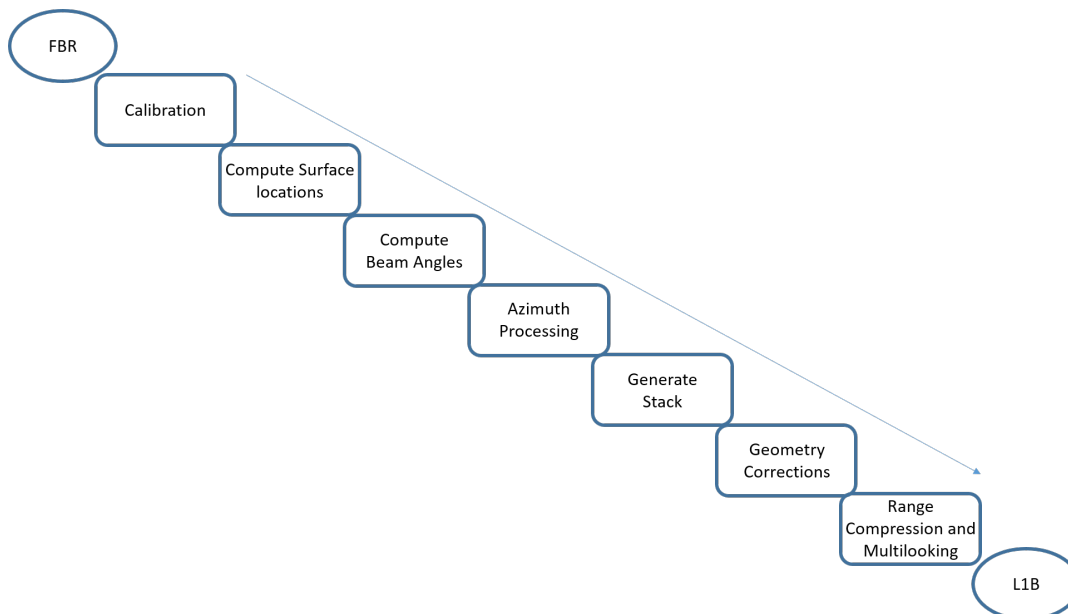 FBR
Calibration
Compute Surface
locations
Compute
Beam Angles
Azimuth
Processing
Generate
Stack
Geometry
Corrections
Range
Compression and
Multilooking
L1B